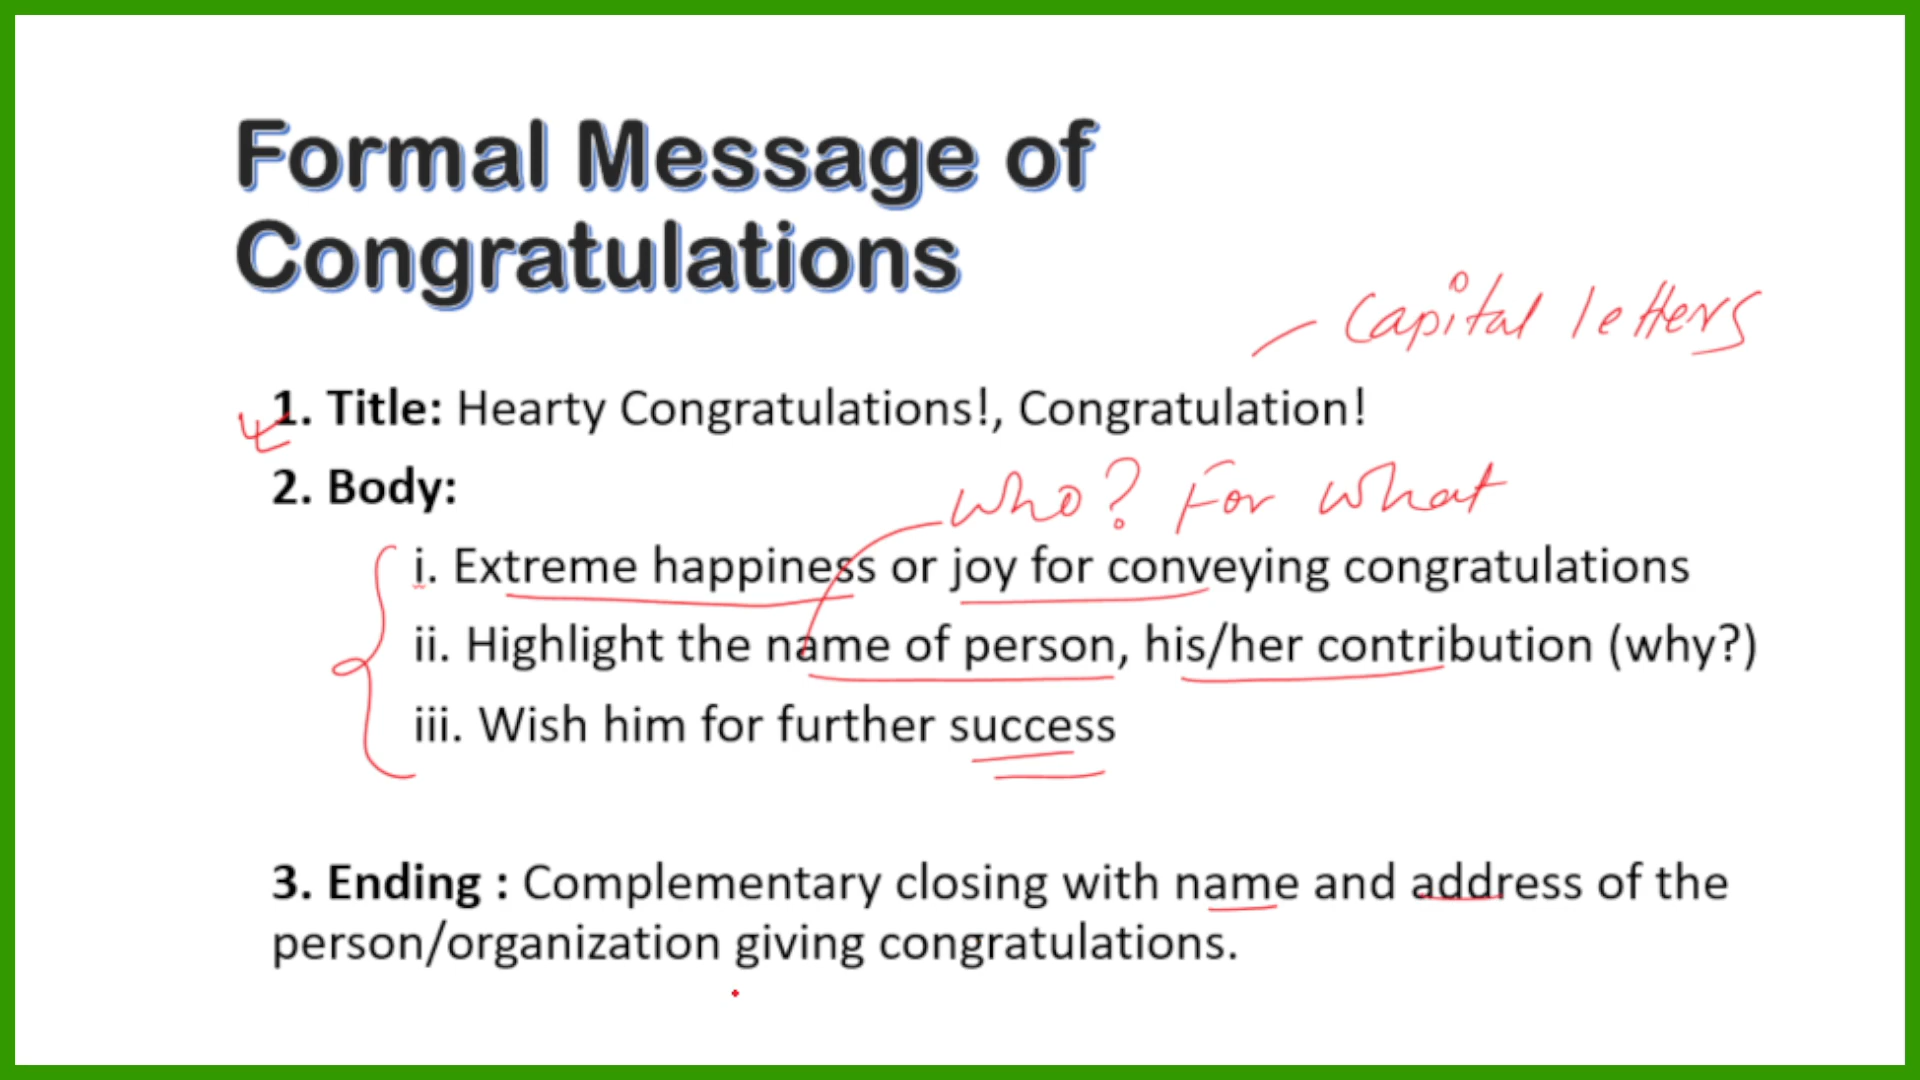 Formal Message of
Congratulations
Capital letters
1. Title: Hearty Congratulations!, Congratulation!
2. Body:
Who? For what
i. Extreme happiness or joy for conveying congratulations
ii. Highlight the name of person, his/her contribution (why?)
iii. Wish him for further success
3. Ending : Complementary closing with name and address of the
person/organization giving congratulations.